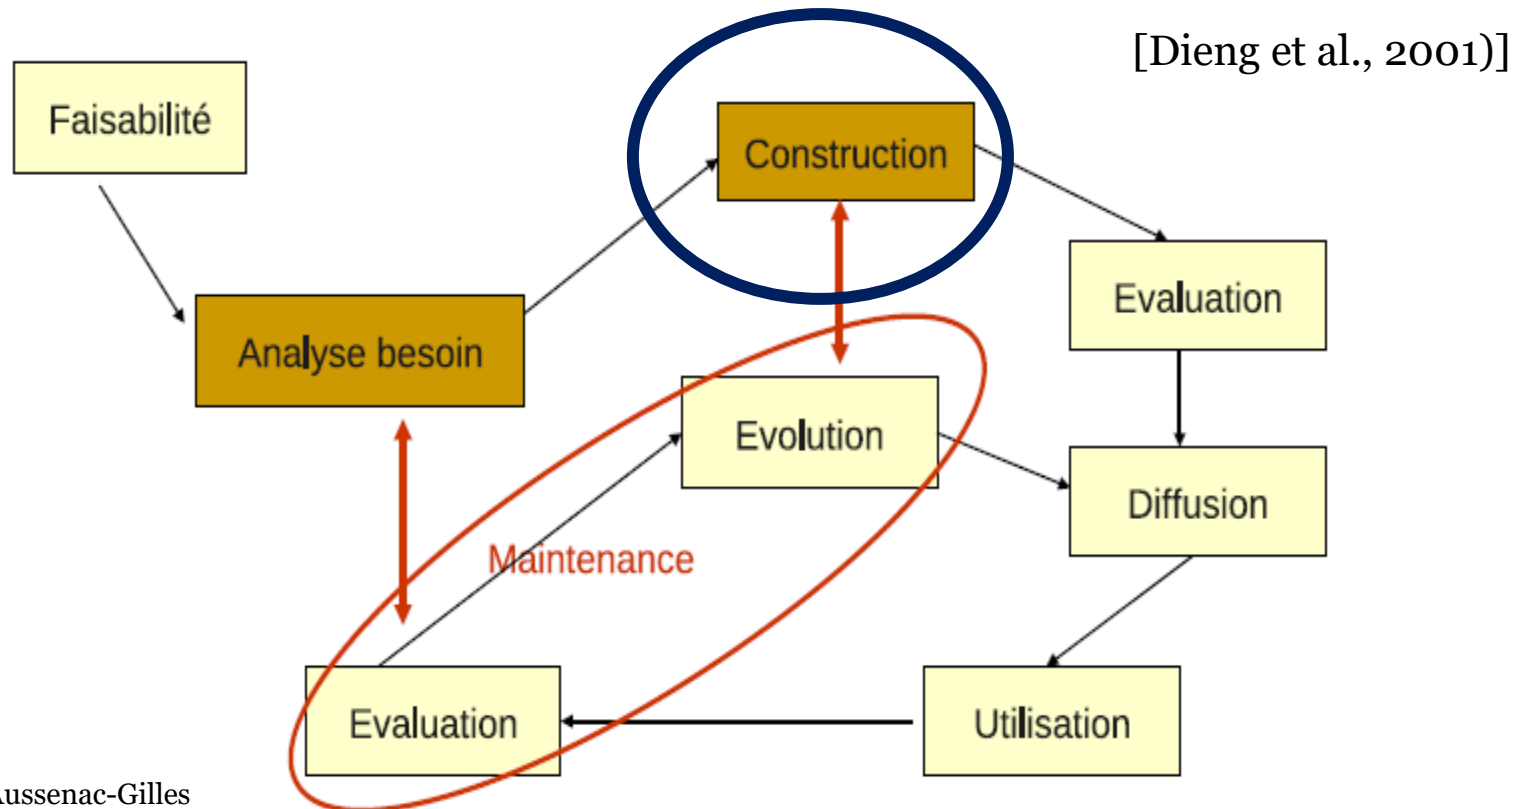 [Dieng et al., 2001)]
Faisabilité
Construction
Evaluation
Analyse besoin
Evolution
Diffusion
Maintenance
Evaluation
Utilisation
Aussenac-Gilles